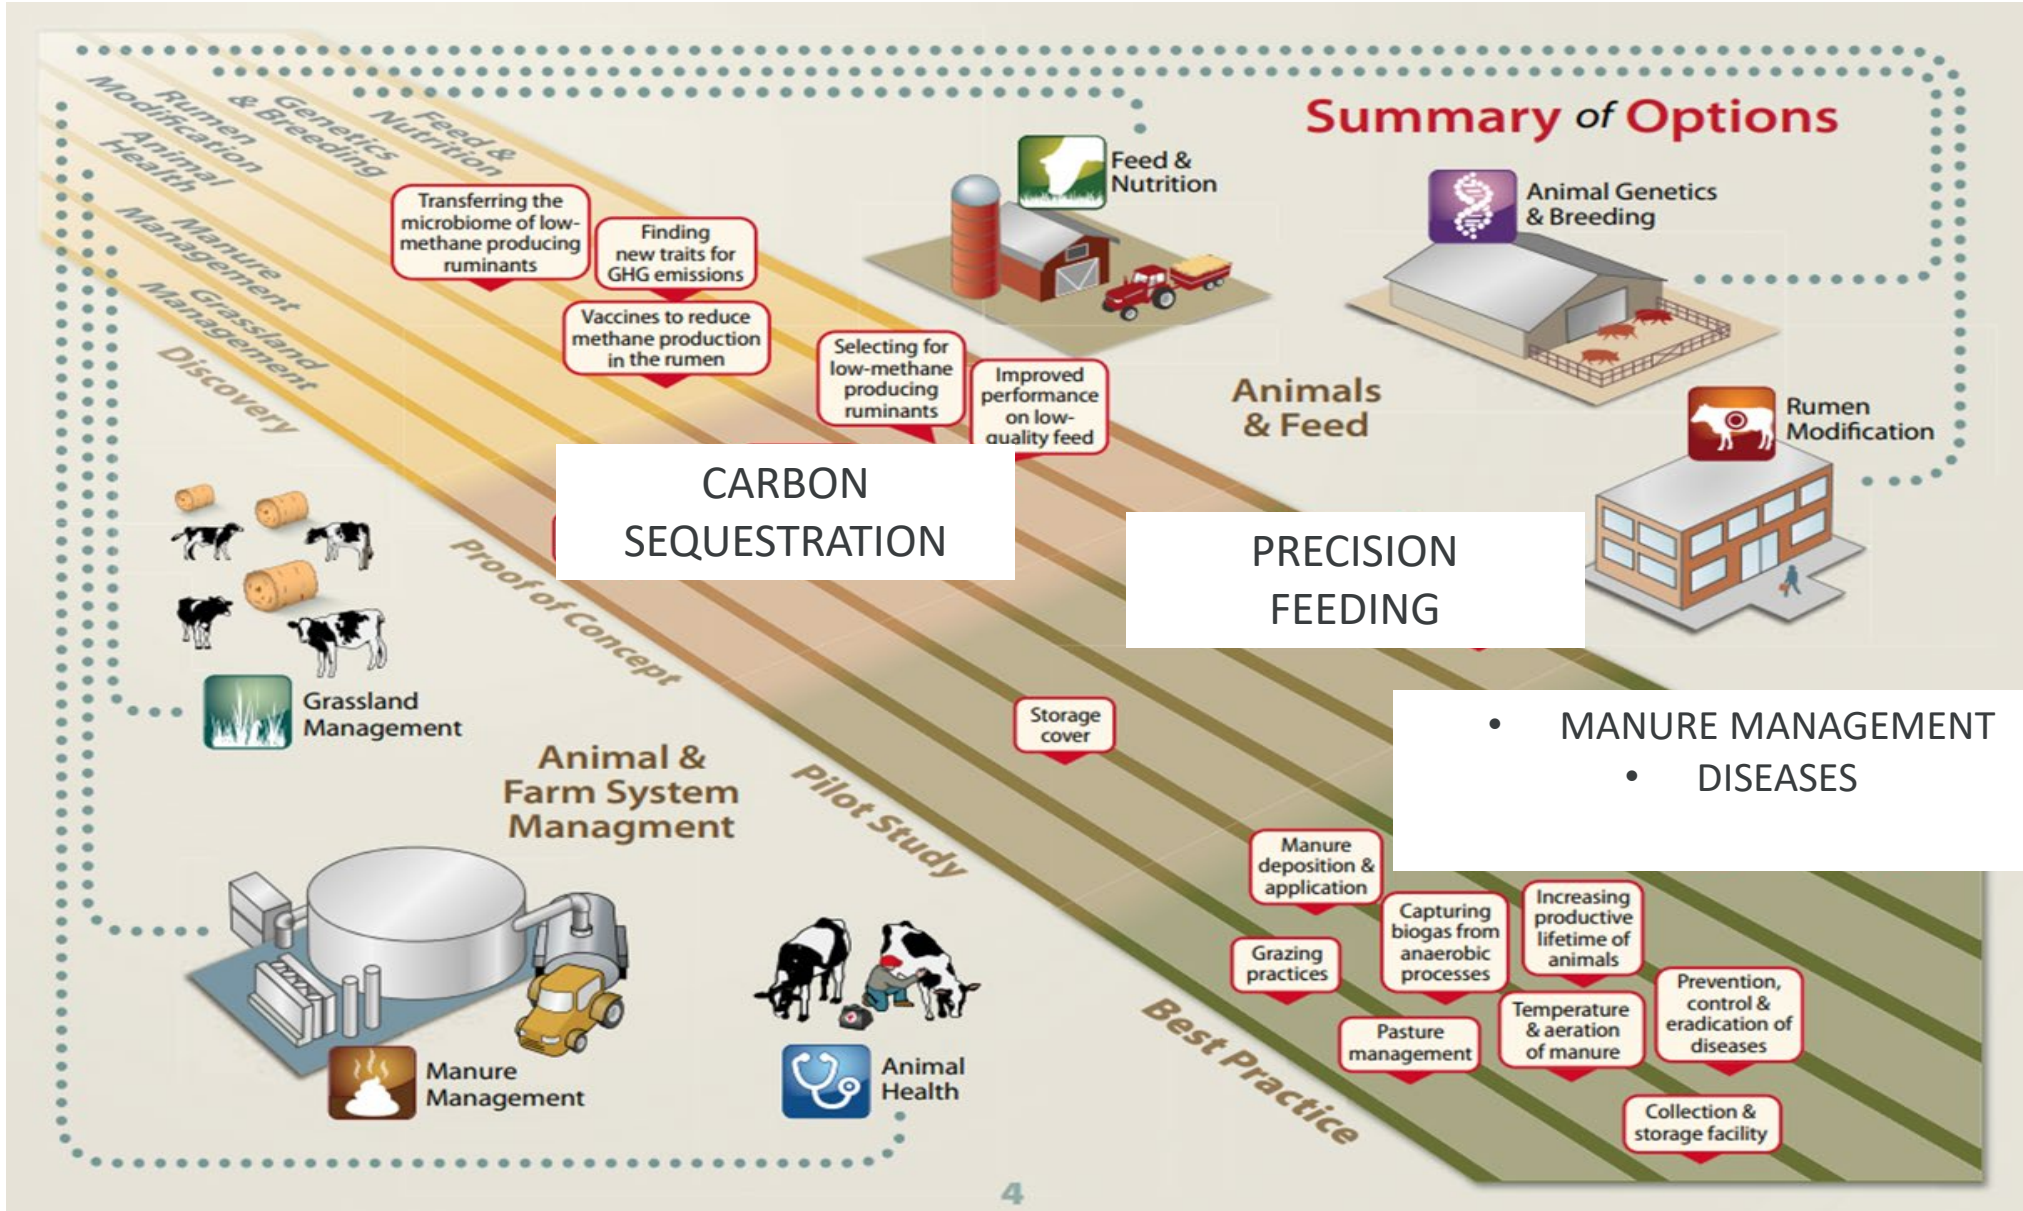 Summary of Options
Feed &
Nutrition
Genetics
& Breeding
Rumen
Modification
Animal
Health
Manure
Management
Grassland
Management
Discovery
Transferring the
microbiome of low-
methane producing
ruminants
Finding
new traits for
GHG emissions
Vaccines to reduce
methane production
in the rumen
Selecting for
low-methane
producing
ruminants
Improved
performance
on low-
quality feed
Feed &
Nutrition
Animal Genetics
& Breeding
Animals
& Feed
Rumen
Modification
CARBON
SEQUESTRATION
PRECISION
FEEDING
Proof of Concept
Grassland
Management
Storage
cover
• MANURE MANAGEMENT
• DISEASES
Animal &
Farm System
Managment
Pilot Study
Manure
deposition &
application
Capturing
biogas from
anaerobic
processes
Increasing
productive
lifetime of
animals
Grazing
practices
Prevention,
control &
eradication of
diseases
Pasture
management
Temperature
& aeration
of manure
Best Practice
Manure
Management
Animal
Health
Collection &
storage facility
4